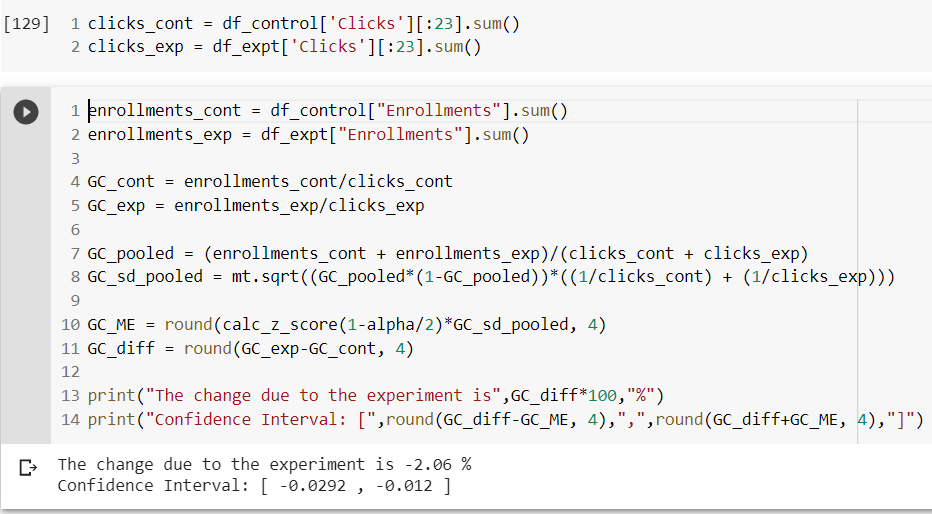 [129] 1 clicks_cont = df_control['Clicks'][:23].sum()
2 clicks_exp = df_expt['Clicks'][:23].sum()
1 enrollments_cont = df_control["Enrollments"].sum()
2 enrollments_exp = df_expt["Enrollments"].sum()
3
4 GC_cont = enrollments_cont/clicks_cont
5 GC_exp = enrollments_exp/clicks_exp
6
7 GC_pooled = (enrollments_cont + enrollments_exp)/(clicks_cont + clicks_exp)
8 GC_sd_pooled = mt.sqrt((GC_pooled*(1-GC_pooled))*((1/clicks_cont) + (1/clicks_exp)))
9
10 GC_ME = round(calc_z_score(1-alpha/2)*GC_sd_pooled, 4)
11 GC_diff = round(GC_exp-GC_cont, 4)
12
13 print("The change due to the experiment is",GC_diff*100,"%")
14 print("Confidence Interval: [",round(GC_diff-GC_ME, 4),",",round(GC_diff+GC_ME, 4),"]")
The change due to the experiment is -2.06 %
Confidence Interval: [ -0.0292 , -0.012 ]